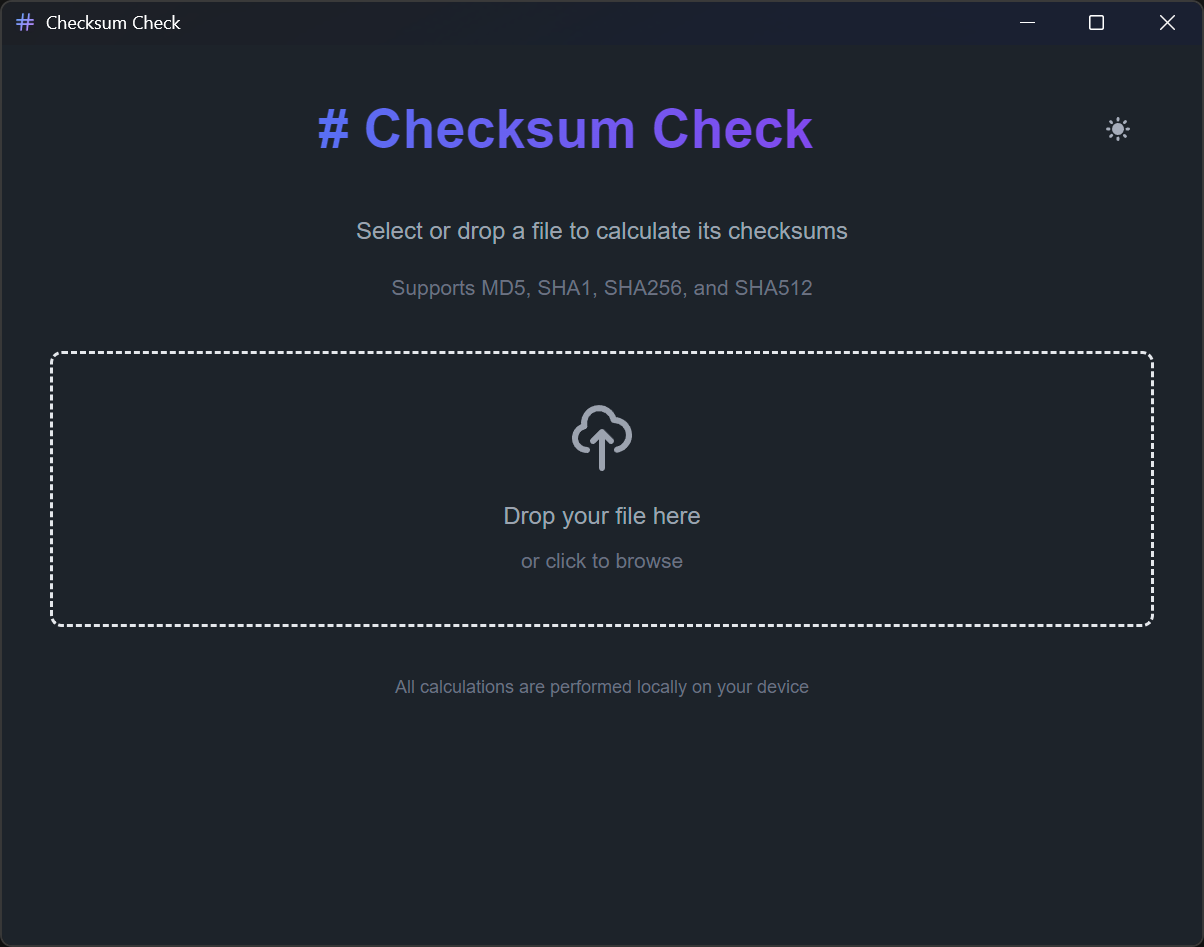 # Checksum Check
# Checksum Check
Select or drop a file to calculate its checksums
Supports MD5, SHA1, SHA256, and SHA512
Drop your file here
or click to browse
All calculations are performed locally on your device